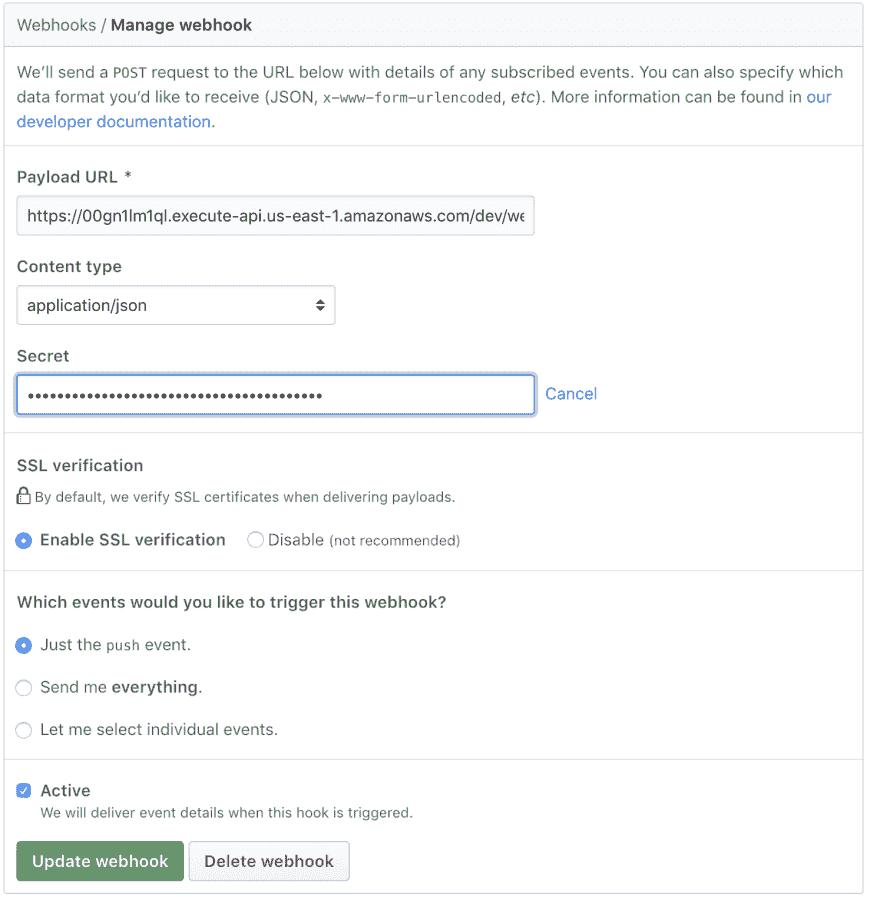 Webhooks / Manage webhook
We’ll send a POST request to the URL below with details of any subscribed events. You can also specify which
data format you’d like to receive (JSON, x-www-form-urlencoded, etc). More information can be found in our
developer documentation.
Payload URL *
https://00gn1lm1ql.execute-api.us-east-1.amazonaws.com/dev/we
Content type
application/json
Secret
••••••••••••••••••••••••••••••••••••••••
Cancel
SSL verification
By default, we verify SSL certificates when delivering payloads.
Enable SSL verification Disable (not recommended)
Which events would you like to trigger this webhook?
Just the push event.
Send me everything.
Let me select individual events.
Active
We will deliver event details when this hook is triggered.
Update webhook Delete webhook